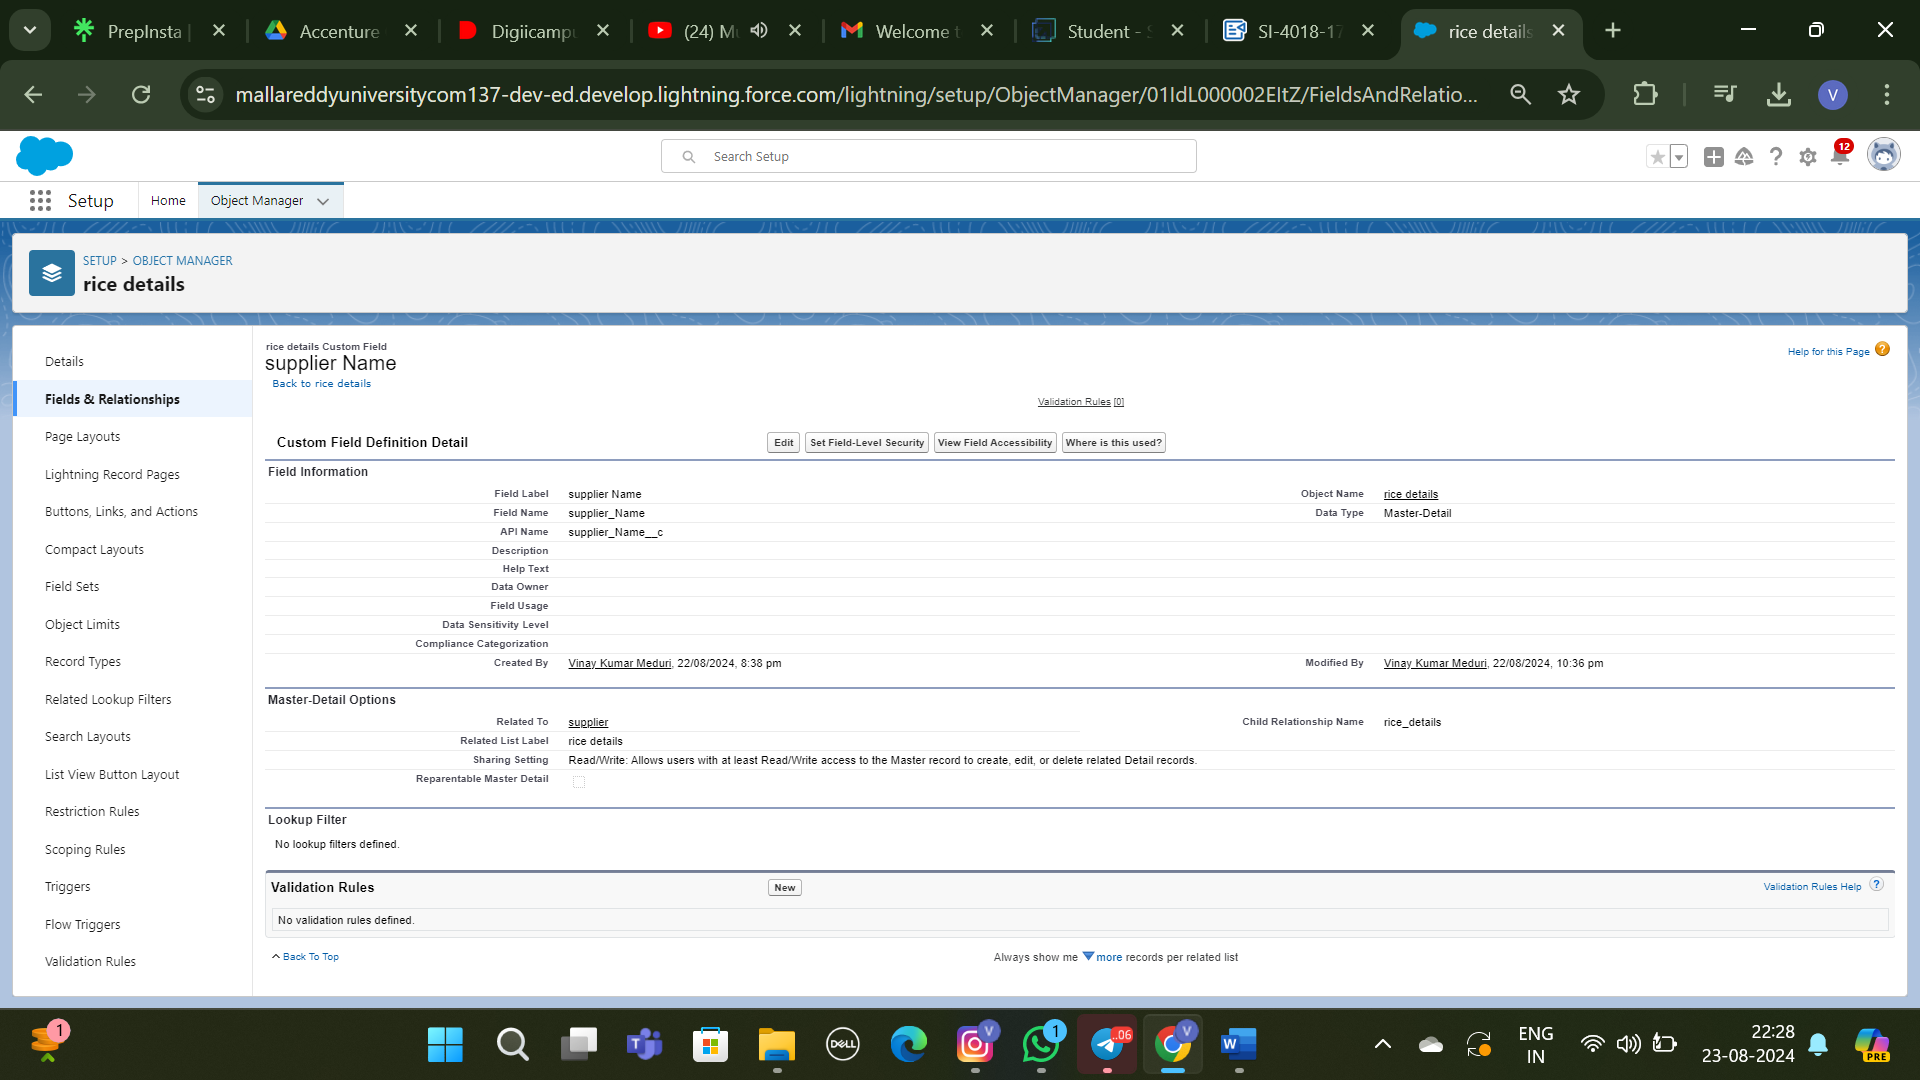 PrepInsta |
Accenture
Digiicampu
(24) Mu
Welcome t
Student - S
SI-4018-17
rice details
mallareddyuniversitycom137-dev-ed.develop.lightning.force.com/lightning/setup/ObjectManager/01IdL000002EItZ/FieldsAndRelatio...
V
Search Setup
12
Setup
Home
Object Manager
SETUP > OBJECT MANAGER
rice details
Details
Fields & Relationships
Page Layouts
Lightning Record Pages
Buttons, Links, and Actions
Compact Layouts
Field Sets
Object Limits
Record Types
Related Lookup Filters
Search Layouts
List View Button Layout
Restriction Rules
Scoping Rules
Triggers
Flow Triggers
Validation Rules
rice details Custom Field
supplier Name
Back to rice details
Help for this Page
Validation Rules [0]
Custom Field Definition Detail
Edit
Set Field-Level Security
View Field Accessibility
Where is this used?
Field Information
Field Label supplier Name Object Name rice details
Field Name supplier_Name Data Type Master-Detail
API Name supplier_Name__c
Description
Help Text
Data Owner
Field Usage
Data Sensitivity Level
Compliance Categorization
Created By Vinay Kumar Meduri, 22/08/2024, 8:38 pm Modified By Vinay Kumar Meduri, 22/08/2024, 10:36 pm
Master-Detail Options
Related To supplier Child Relationship Name rice_details
Related List Label rice details
Sharing Setting Read/Write: Allows users with at least Read/Write access to the Master record to create, edit, or delete related Detail records.
Reparentable Master Detail
Lookup Filter
No lookup filters defined.
Validation Rules
New
Validation Rules Help ?
No validation rules defined.
Back To Top
Always show me more records per related list
1
DELL
V
1
..06
V
W
ENG
IN
22:28
23-08-2024
PRE